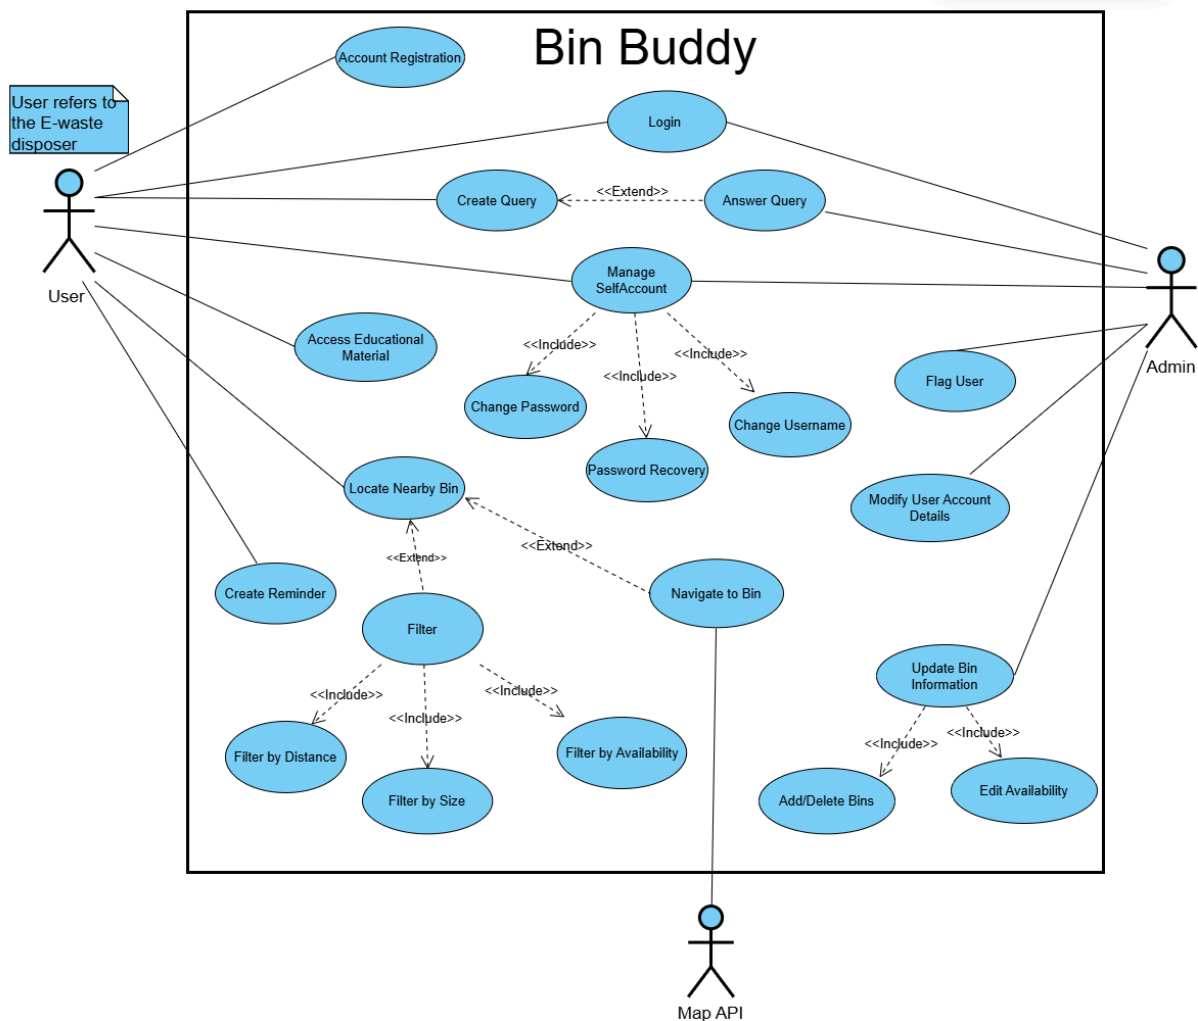 Bin Buddy
Account Registration
User refers to
the E-waste
disposer
Login
<<Extend>>
Create Query
Answer Query
User
Manage
SelfAccount
Access Educational
Material
<<Include>>
<<Include>>
<<Include>>
Admin
Flag User
Change Password
Change Username
Password Recovery
Locate Nearby Bin
Modify User Account
Details
<<Extend>>
<<Extend>>
Create Reminder
Navigate to Bin
Filter
Update Bin
Information
<<Include>>
<<Include>>
<<Include>>
<<Include>>
<<Include>>
Filter by Distance
Filter by Availability
Filter by Size
Add/Delete Bins
Edit Availability
Map API